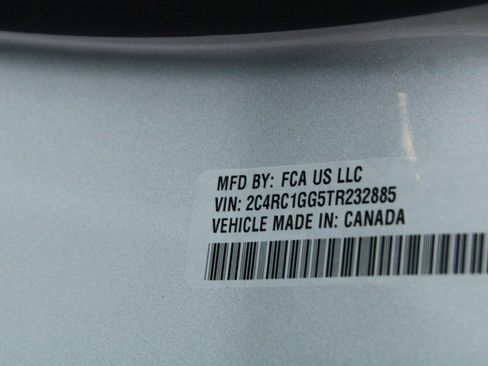 MFD BY: FCA US LLC
VIN: 2C4RC1GG5TR232885
VEHICLE MADE IN: CANADA